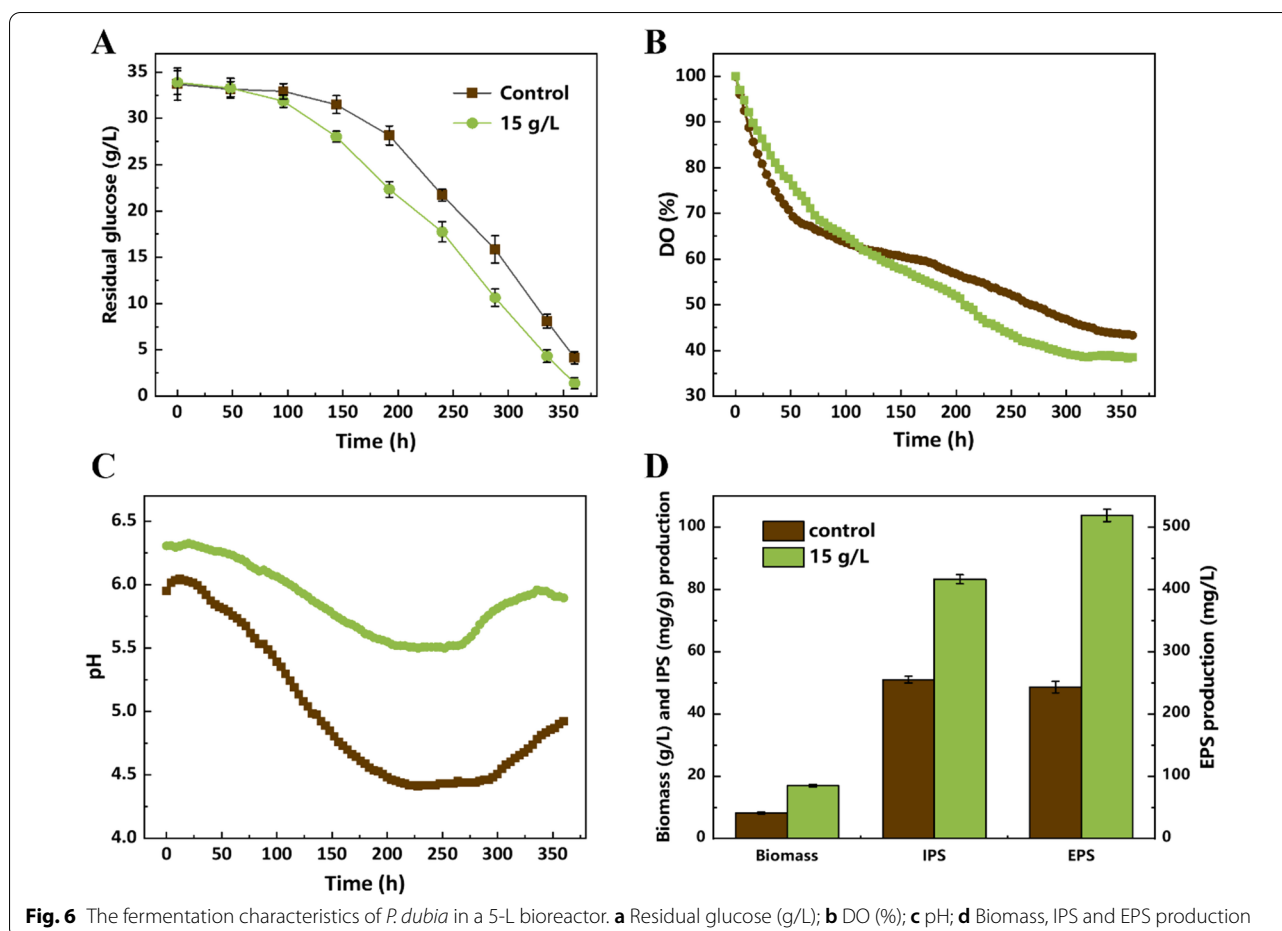 A
35
30
25
20
15
10
5
0
Residual glucose (g/L)
Control
15 g/L
0 50 100 150 200 250 300 350
Time (h)
B
100
90
80
70
60
50
40
30
DO (%)
0 50 100 150 200 250 300 350
Time (h)
C
6.5
6.0
5.5
5.0
4.5
4.0
pH
0 50 100 150 200 250 300 350
Time (h)
D
100
80
60
40
20
0
Biomass (g/L) and IPS (mg/g) production
control
15 g/L
500
400
300
200
100
0
EPS production (mg/L)
Biomass IPS EPS
Fig. 6 The fermentation characteristics of P. dubia in a 5-L bioreactor. a Residual glucose (g/L); b DO (%); c pH; d Biomass, IPS and EPS production